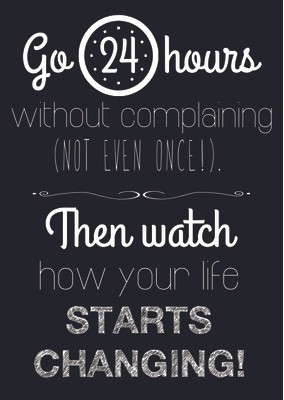 Go 24 hours
without complaining
(NOT EVEN ONCE!).
Then watch
how your life
STARTS
CHANGING!